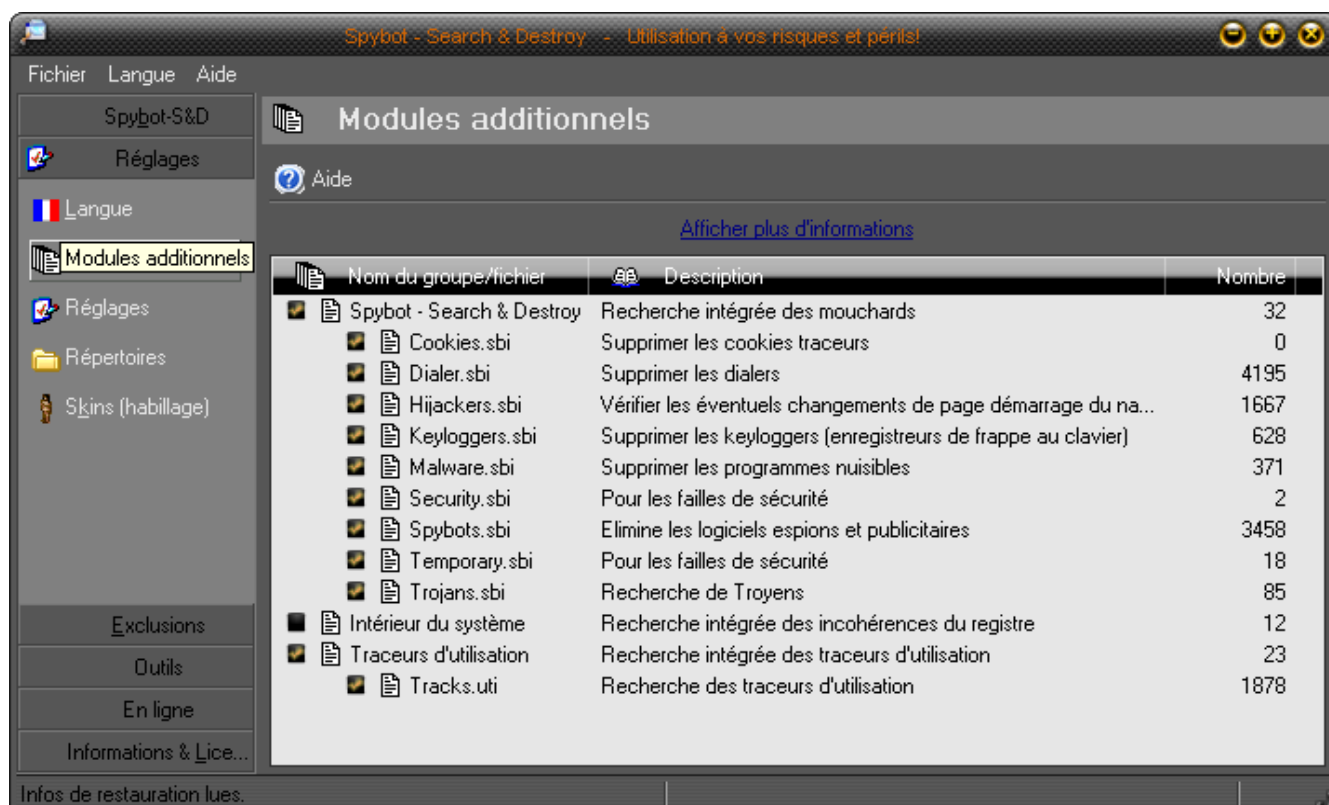 Spybot - Search & Destroy - Utilisation à vos risques et périls!
Fichier Langue Aide
Spybot-S&D
Réglages
Langue
Modules additionnels
Réglages
Répertoires
Skins (habillage)
Exclusions
Outils
En ligne
Informations & Lice...
Modules additionnels
Aide
Afficher plus d'informations
Nom du groupe/fichier Description Nombre
Spybot - Search & Destroy Recherche intégrée des mouchards 32
Cookies.sbi Supprimer les cookies traceurs 0
Dialer.sbi Supprimer les dialers 4195
Hijackers.sbi Vérifier les éventuels changements de page démarrage du na... 1667
Keyloggers.sbi Supprimer les keyloggers (enregistreurs de frappe au clavier) 628
Malware.sbi Supprimer les programmes nuisibles 371
Security.sbi Pour les failles de sécurité 2
Spybots.sbi Elimine les logiciels espions et publicitaires 3458
Temporary.sbi Pour les failles de sécurité 18
Trojans.sbi Recherche de Troyens 85
Intérieur du système Recherche intégrée des incohérences du registre 12
Traceurs d'utilisation Recherche intégrée des traceurs d'utilisation 23
Tracks.uti Recherche des traceurs d'utilisation 1878
Infos de restauration lues.